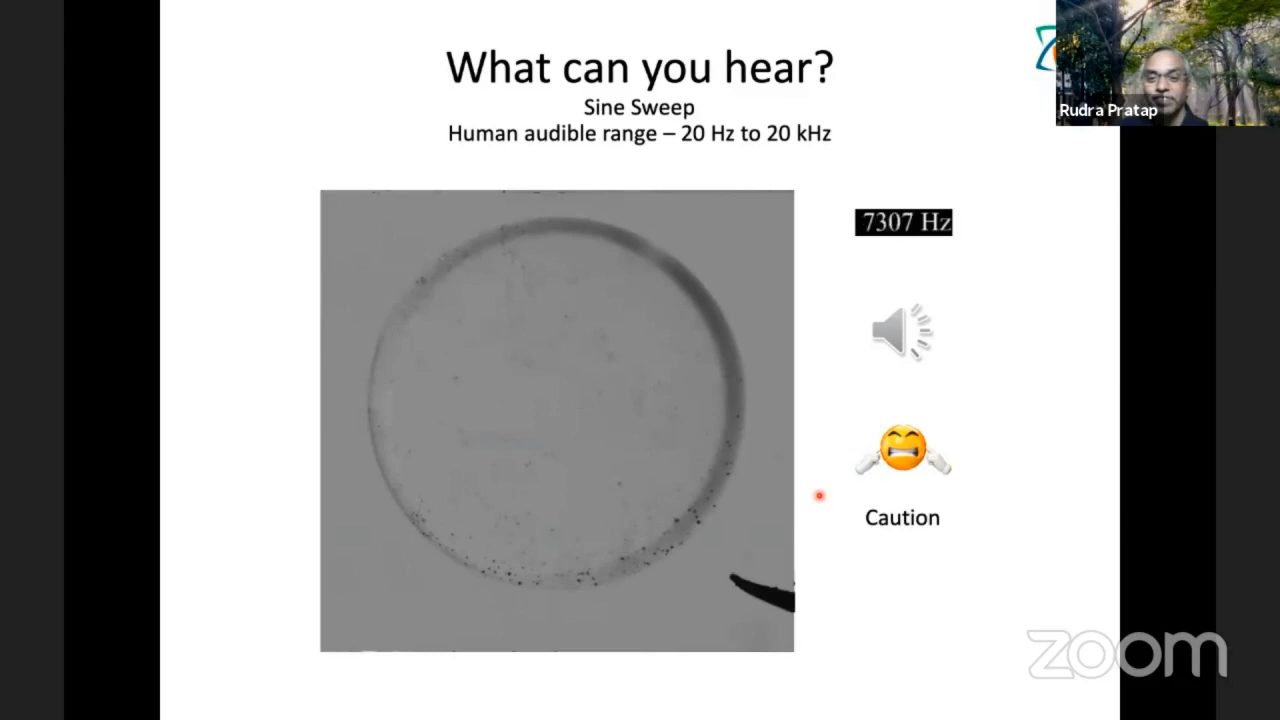 What can you hear?
Sine Sweep
Human audible range – 20 Hz to 20 kHz
Rudra Pratap
7307 Hz
Caution
zoom